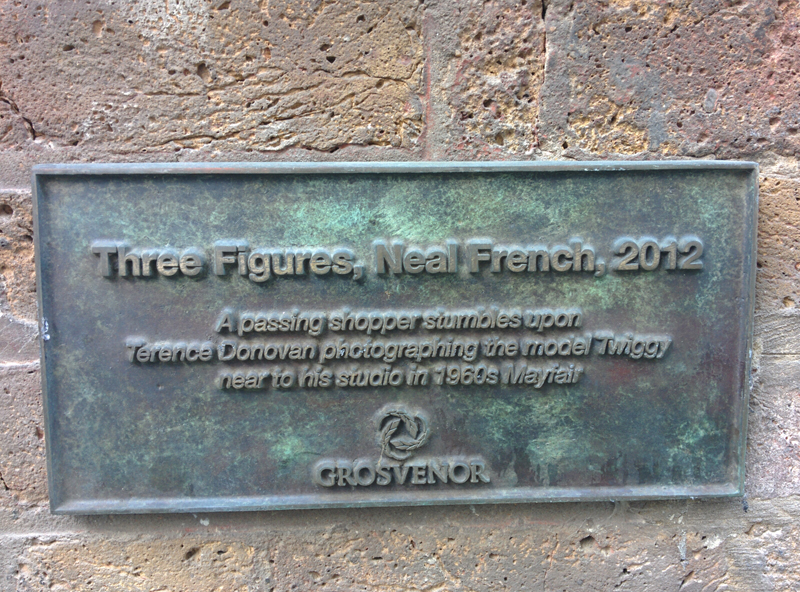 Three Figures, Neal French, 2012
A passing shopper stumbles upon
Terence Donovan photographing the model Twiggy
near to his studio in 1960s Mayfair
GROSVENOR